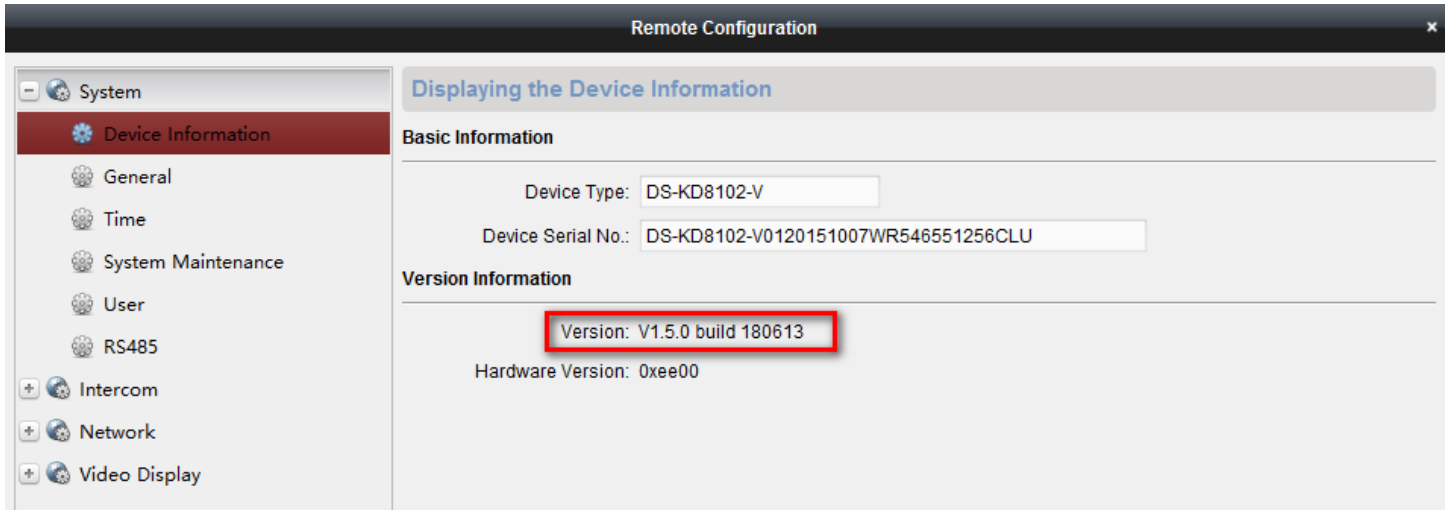 Remote Configuration
×
System
Device Information
General
Time
System Maintenance
User
RS485
Intercom
Network
Video Display
Displaying the Device Information
Basic Information
Device Type: DS-KD8102-V
Device Serial No.: DS-KD8102-V0120151007WR546551256CLU
Version Information
Version: V1.5.0 build 180613
Hardware Version: 0xee00